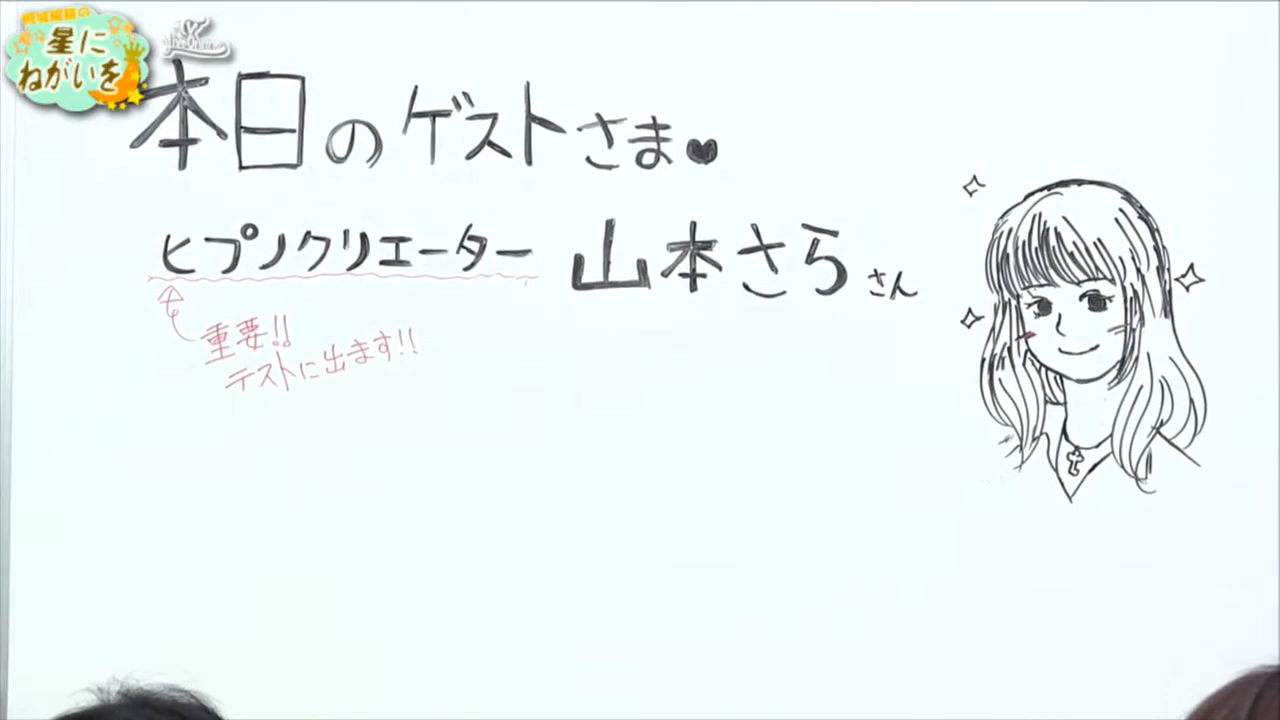 星に
ねがいを
本日のゲストさま♥
ヒプノクリエーター 山本さらさん
重要!!
テストに出ます!!